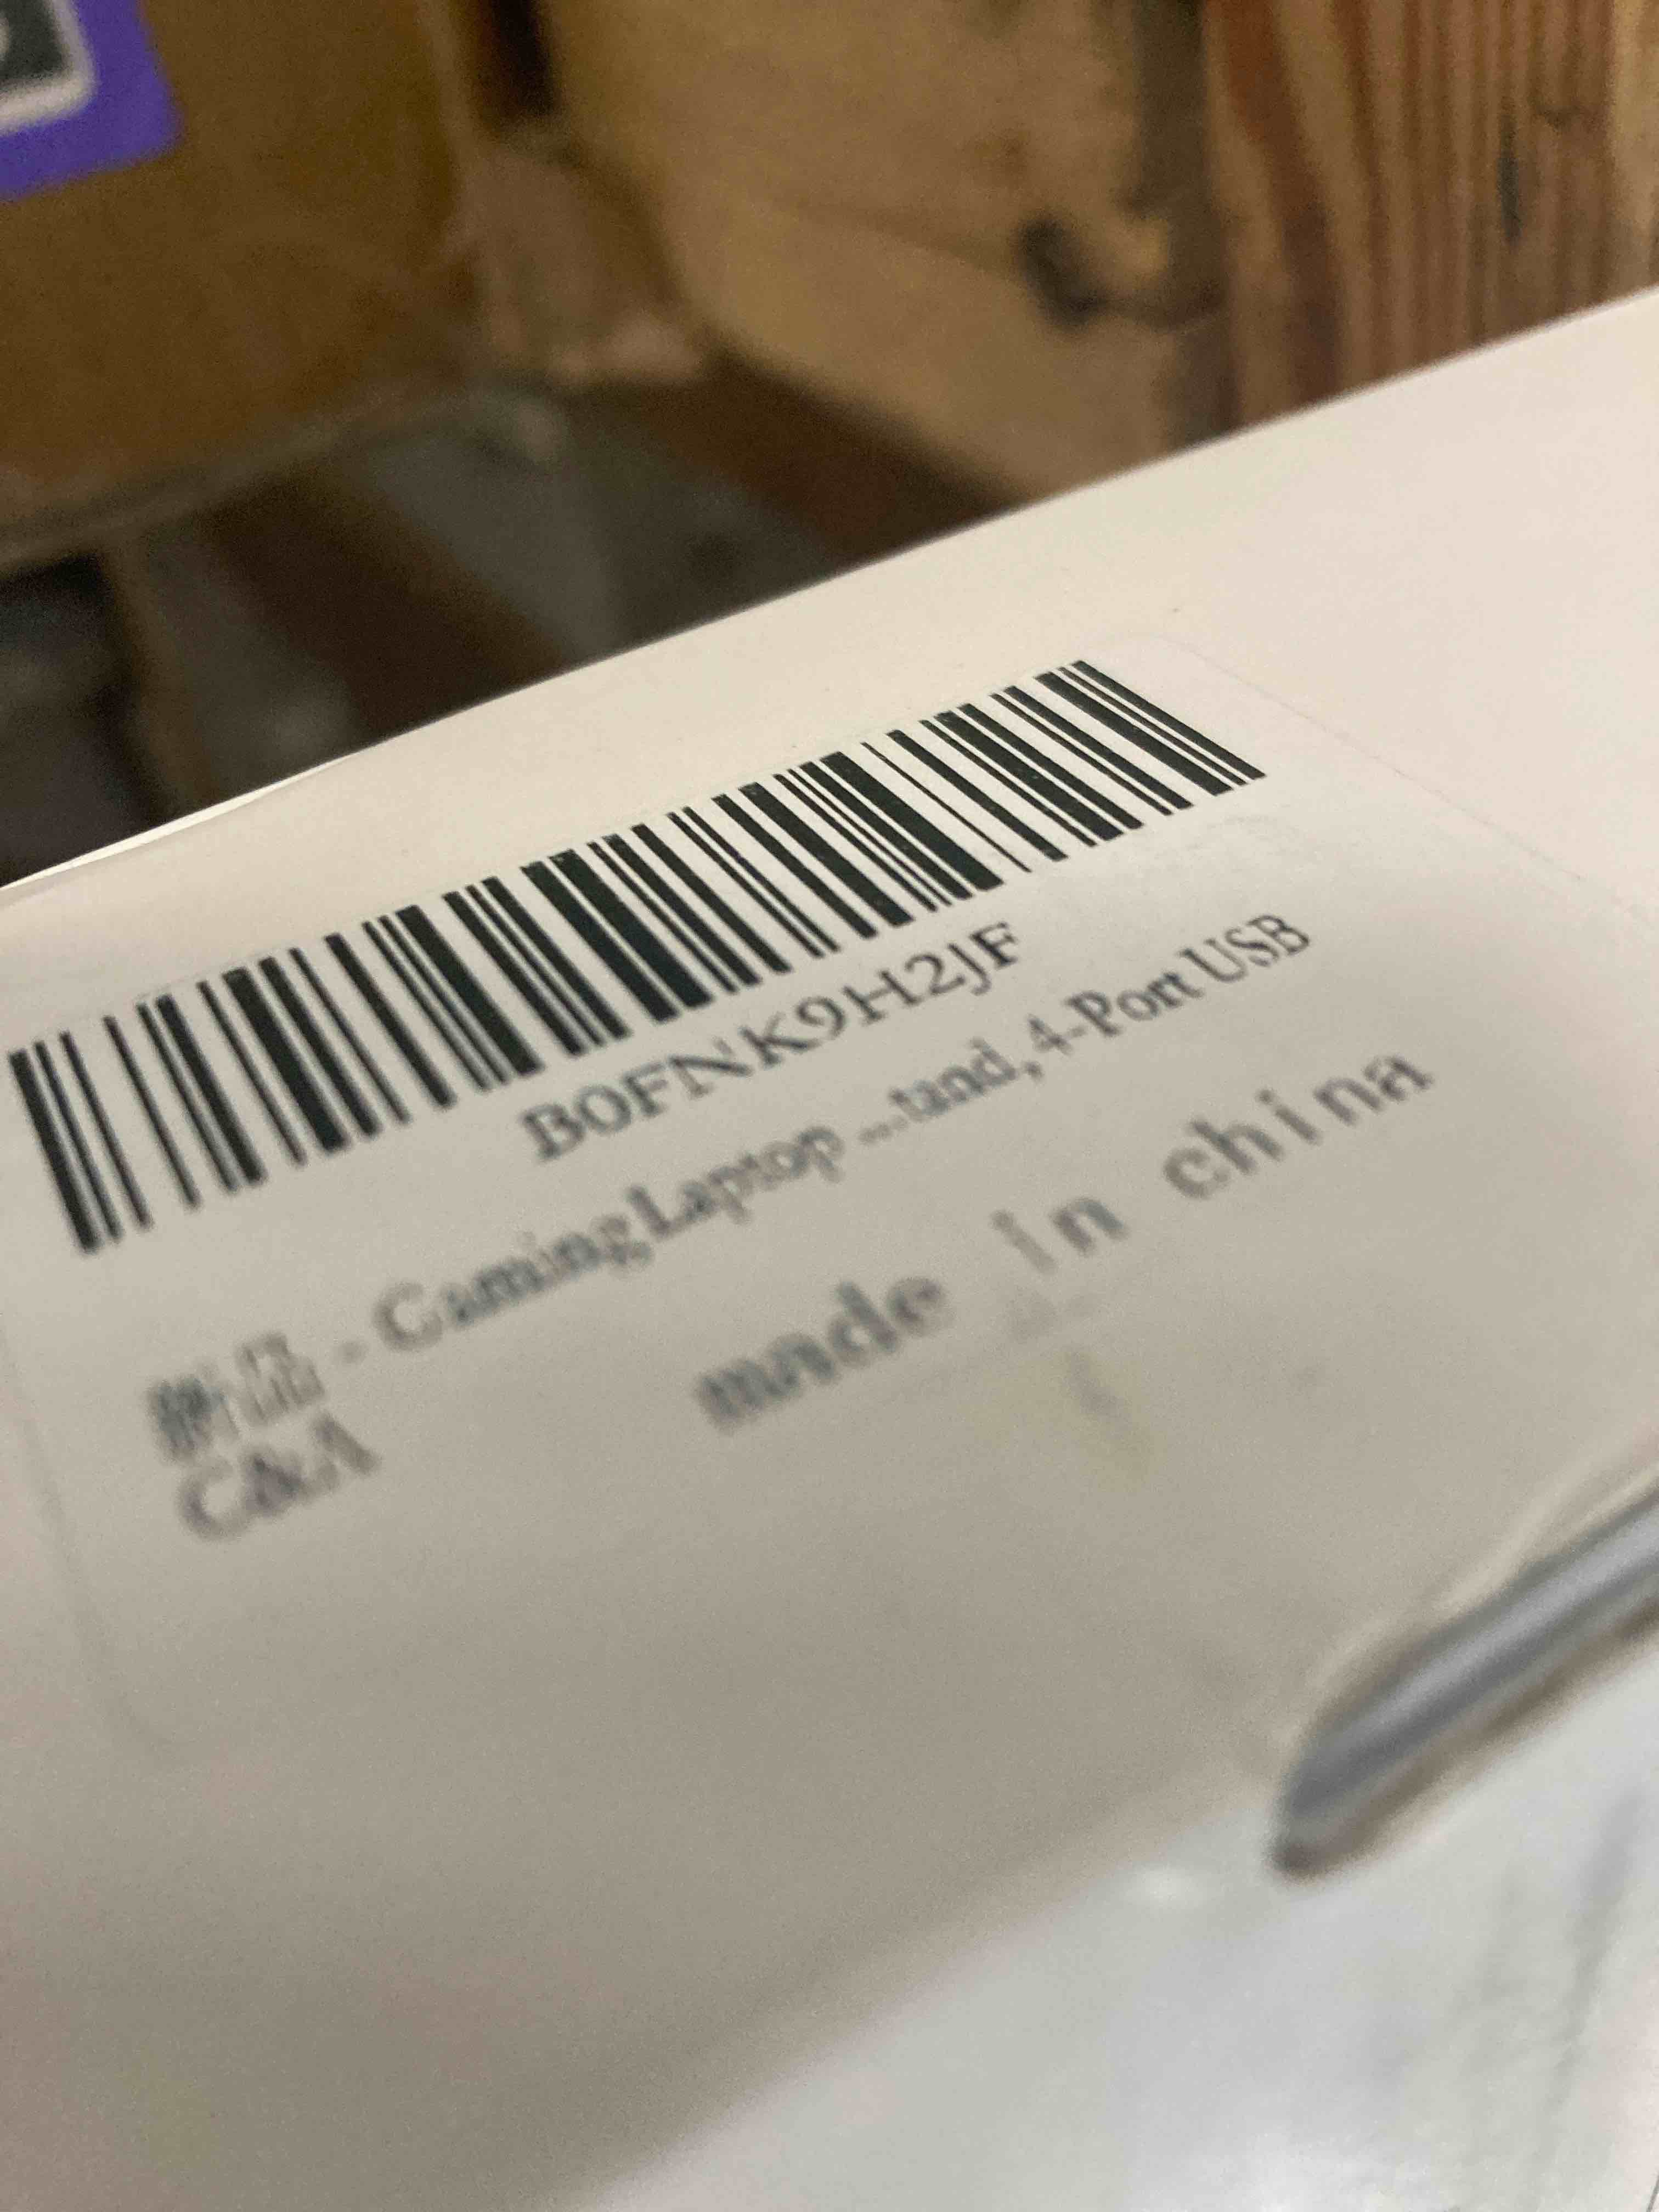 B0FNK9H2JF
新品 - Gaming Laptop ...tand, 4-Port USB
C&A
made in china